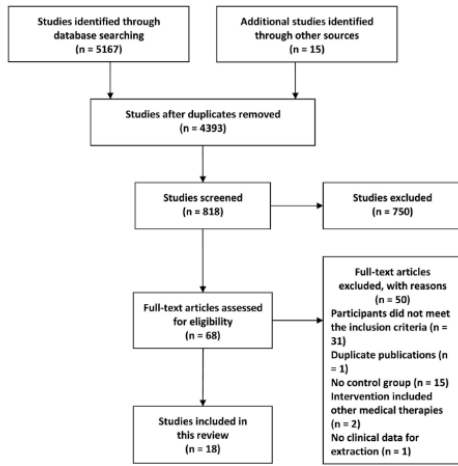 Studies identified through
database searching
(n = 5167)
Additional studies identified
through other sources
(n = 15)
Studies after duplicates removed
(n = 4393)
Studies screened
(n = 818)
Studies excluded
(n = 750)
Full-text articles assessed
for eligibility
(n = 68)
Full-text articles
excluded, with reasons
(n = 50)
Participants did not meet
the inclusion criteria (n =
31)
Duplicate publications (n
= 1)
No control group (n = 15)
Intervention included
other medical therapies
(n = 2)
No clinical data for
extraction (n = 1)
Studies included in
this review
(n = 18)